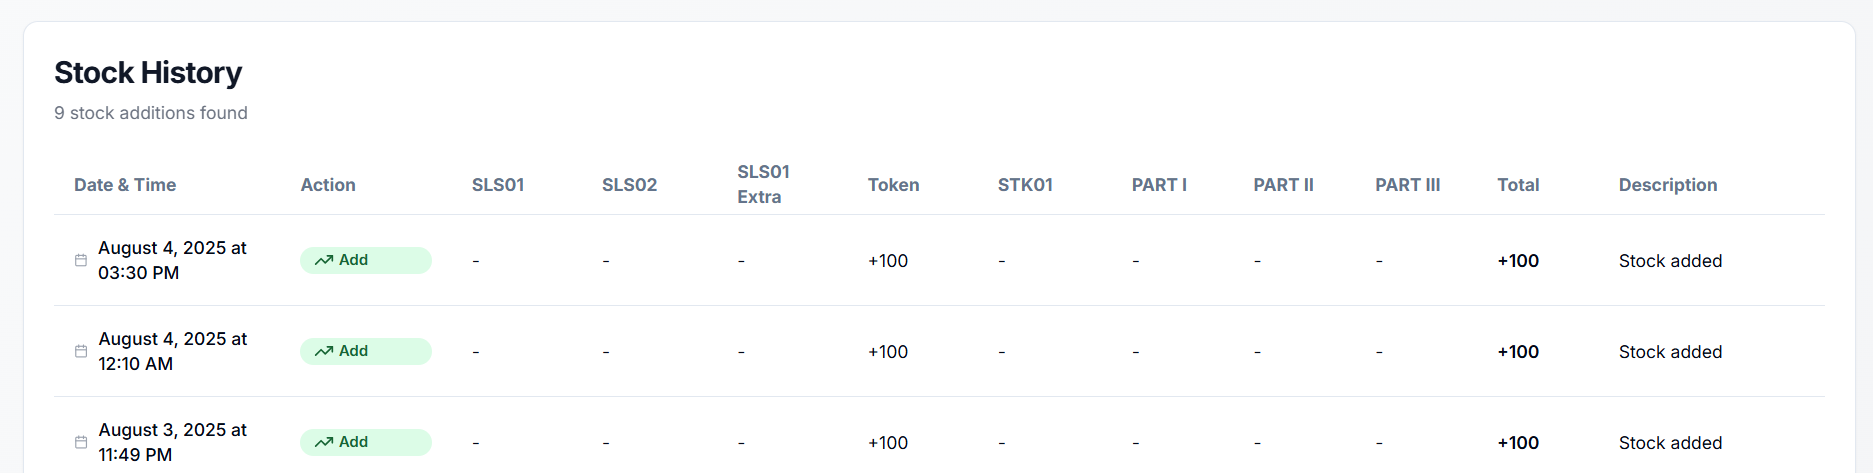 Stock History
9 stock additions found
Date & Time Action SLS01 SLS02 SLS01 Extra Token STK01 PART I PART II PART III Total Description
August 4, 2025 at 03:30 PM Add - - - +100 - - - - +100 Stock added
August 4, 2025 at 12:10 AM Add - - - +100 - - - - +100 Stock added
August 3, 2025 at 11:49 PM Add - - - +100 - - - - +100 Stock added